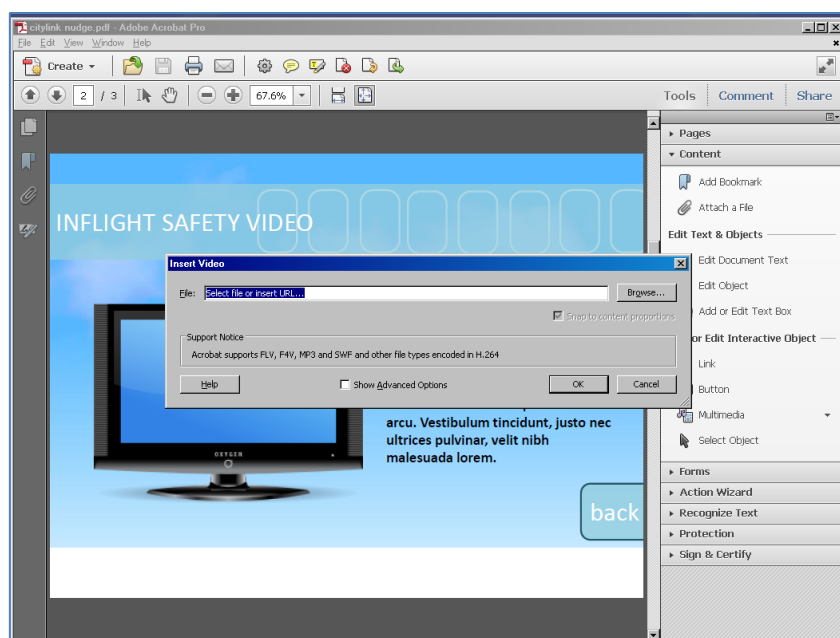 citylink nudge.pdf - Adobe Acrobat Pro
File Edit View Window Help
Create
2 / 3
67.6%
Tools Comment Share
Pages
Content
Add Bookmark
Attach a File
Edit Text & Objects
Edit Document Text
Edit Object
Add or Edit Text Box
or Edit Interactive Object
Link
Button
Multimedia
Select Object
Forms
Action Wizard
Recognize Text
Protection
Sign & Certify
INFLIGHT SAFETY VIDEO
Insert Video
File: Select file or insert URL... Browse...
Snap to content proportions
Support Notice
Acrobat supports FLV, F4V, MP3 and SWF and other file types encoded in H.264
Help Show Advanced Options OK Cancel
arcu. Vestibulum tincidunt, justo nec
ultrices pulvinar, velit nibh
malesuada lorem.
OXYGEN
back